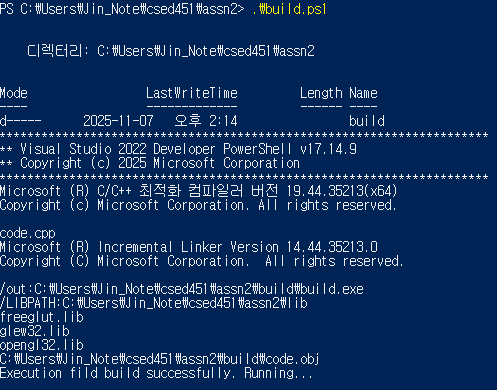 PS C:₩Users₩Jin_Note₩csed451₩assn2> .₩build.ps1
디렉터리: C:₩Users₩Jin_Note₩csed451₩assn2
Mode LastWriteTime Length Name
---- ------------- ------ ----
d----- 2025-11-07 오후 2:14 build
**********************************************************************
** Visual Studio 2022 Developer PowerShell v17.14.9
** Copyright (c) 2025 Microsoft Corporation
**********************************************************************
Microsoft (R) C/C++ 최적화 컴파일러 버전 19.44.35213(x64)
Copyright (c) Microsoft Corporation. All rights reserved.
code.cpp
Microsoft (R) Incremental Linker Version 14.44.35213.0
Copyright (C) Microsoft Corporation.  All rights reserved.
/out:C:₩Users₩Jin_Note₩csed451₩assn2₩build₩build.exe
/LIBPATH:C:₩Users₩Jin_Note₩csed451₩assn2₩lib
freeglut.lib
glew32.lib
opengl32.lib
C:₩Users₩Jin_Note₩csed451₩assn2₩build₩code.obj
Execution fild build successfully. Running...